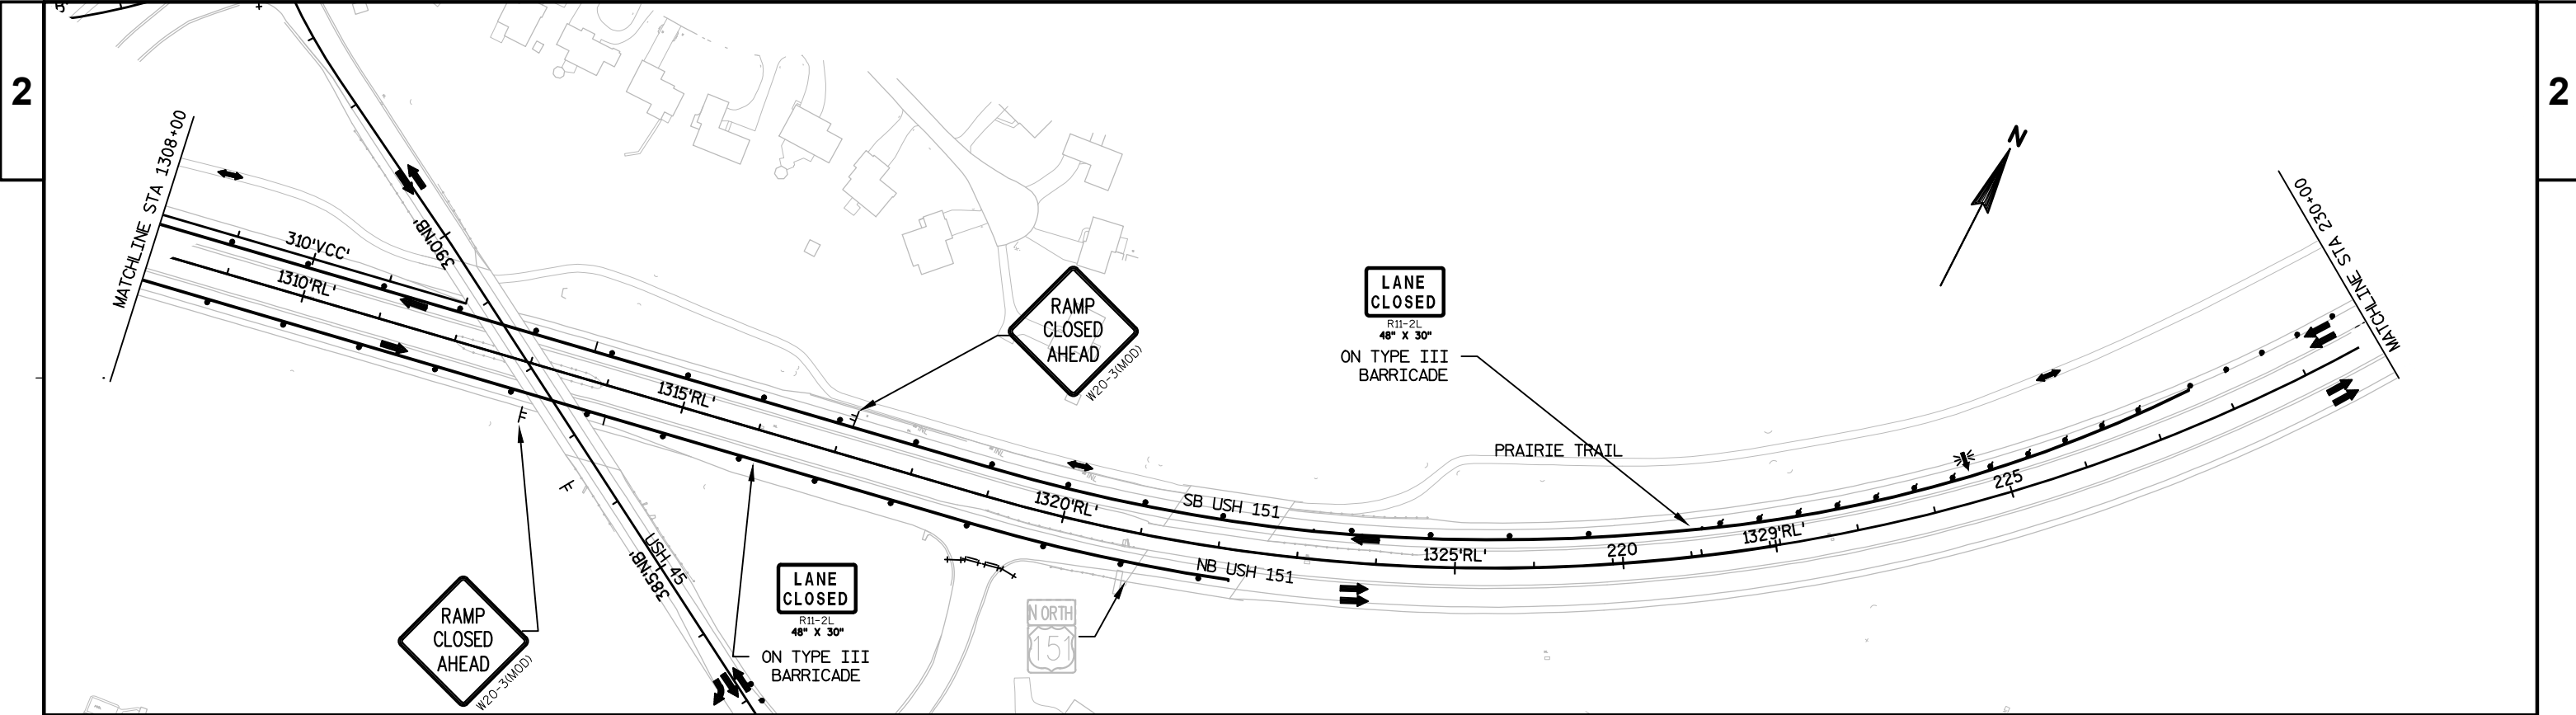 2
2
N
MATCHLINE STA 1308+00
MATCHLINE STA 230+00
310'VCC'
1310'RL'
390'NB'
RAMP
CLOSED
AHEAD
W20-3(MOD)
LANE
CLOSED
R11-2L
48" X 30"
ON TYPE III
BARRICADE
1315'RL'
PRAIRIE TRAIL
1320'RL'
SB USH 151
1325'RL'
220
1329'RL'
225
NB USH 151
USH 45
385'NB'
RAMP
CLOSED
AHEAD
W20-3(MOD)
LANE
CLOSED
R11-2L
48" X 30"
ON TYPE III
BARRICADE
NORTH
151